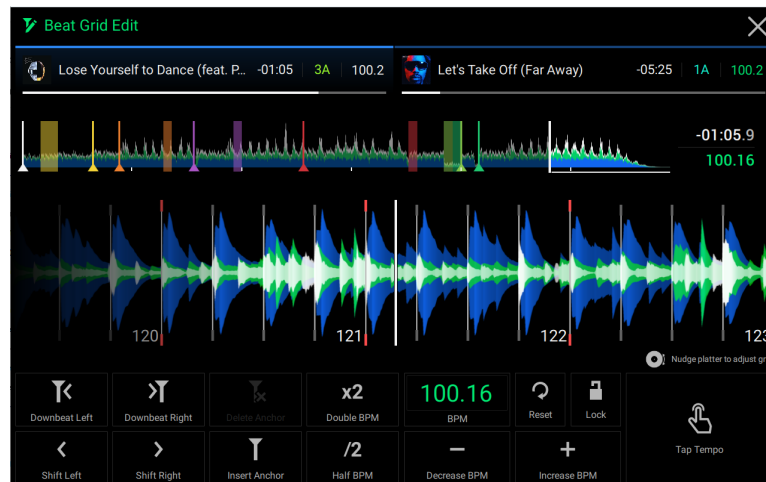 Beat Grid Edit
Lose Yourself to Dance (feat. P... -01:05 3A 100.2
Let's Take Off (Far Away) -05:25 1A 100.2
-01:05.9
100.16
120 121 122 123
Nudge platter to adjust gr
Downbeat Left Downbeat Right Delete Anchor x2 Double BPM 100.16 BPM Reset Lock
Tap Tempo
Shift Left Shift Right Insert Anchor /2 Half BPM Decrease BPM Increase BPM